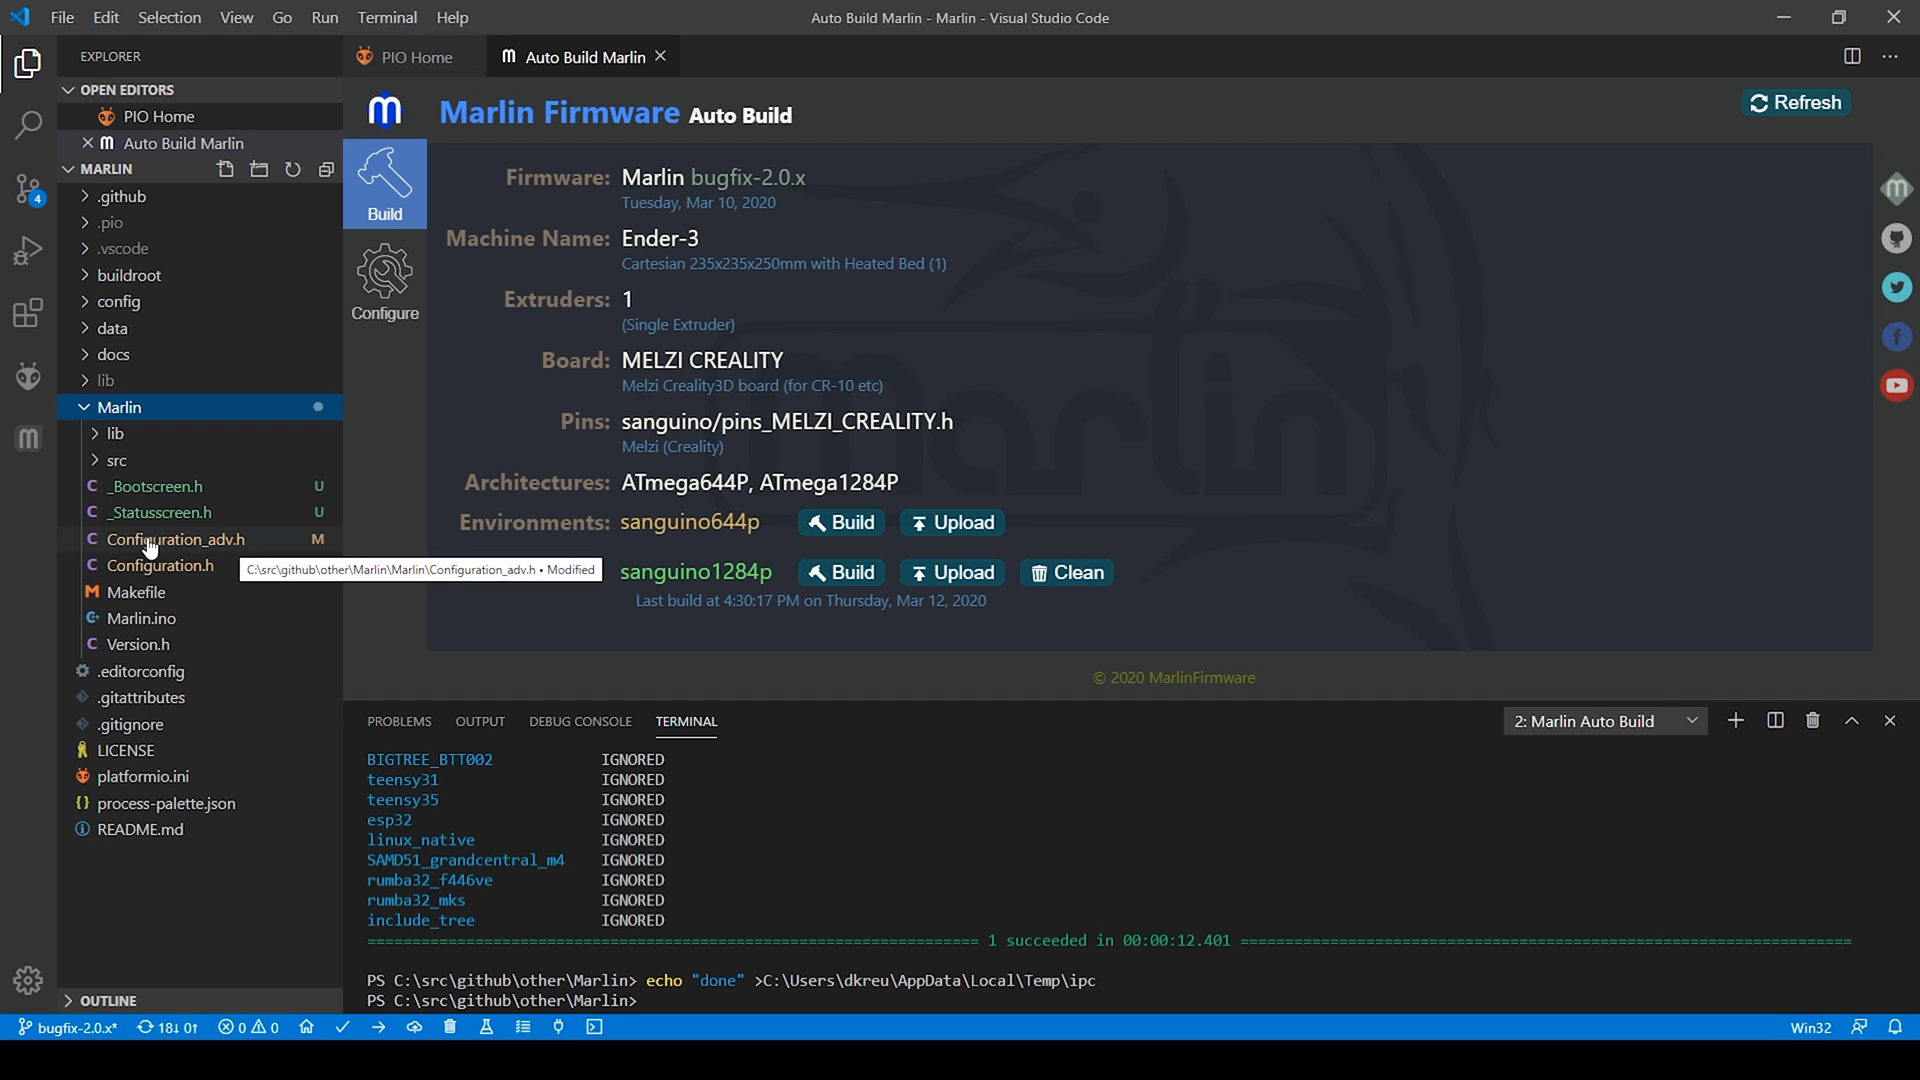 File Edit Selection View Go Run Terminal Help
Auto Build Marlin - Marlin - Visual Studio Code
EXPLORER
PIO Home
m Auto Build Marlin
OPEN EDITORS
PIO Home
m Auto Build Marlin
MARLIN
.github
.pio
.vscode
buildroot
config
data
docs
lib
Marlin
lib
src
C _Bootscreen.h U
C _Statusscreen.h U
C Configuration_adv.h M
C Configuration.h
C:\src\github\other\Marlin\Marlin\Configuration_adv.h • Modified
M Makefile
Marlin.ino
C Version.h
.editorconfig
.gitattributes
.gitignore
LICENSE
platformio.ini
{} process-palette.json
README.md
OUTLINE
4
m
m Marlin Firmware Auto Build
Refresh
Build
Configure
Firmware: Marlin bugfix-2.0.x
Tuesday, Mar 10, 2020
Machine Name: Ender-3
Cartesian 235x235x250mm with Heated Bed (1)
Extruders: 1
(Single Extruder)
Board: MELZI CREALITY
Melzi Creality3D board (for CR-10 etc)
Pins: sanguino/pins_MELZI_CREALITY.h
Melzi (Creality)
Architectures: ATmega644P, ATmega1284P
Environments: sanguino644p Build Upload
sanguino1284p Build Upload Clean
Last build at 4:30:17 PM on Thursday, Mar 12, 2020
marlin
m
f
© 2020 MarlinFirmware
PROBLEMS OUTPUT DEBUG CONSOLE TERMINAL
2: Marlin Auto Build
BIGTREE_BTT002 IGNORED
teensy31 IGNORED
teensy35 IGNORED
esp32 IGNORED
linux_native IGNORED
SAMD51_grandcentral_m4 IGNORED
rumba32_f446ve IGNORED
rumba32_mks IGNORED
include_tree IGNORED
==================================================================== 1 succeeded in 00:00:12.401 ====================================================================
PS C:\src\github\other\Marlin> echo "done" >C:\Users\dkreu\AppData\Local\Temp\ipc
PS C:\src\github\other\Marlin>
bugfix-2.0.x* 18↓ 0↑ 0 0
Win32